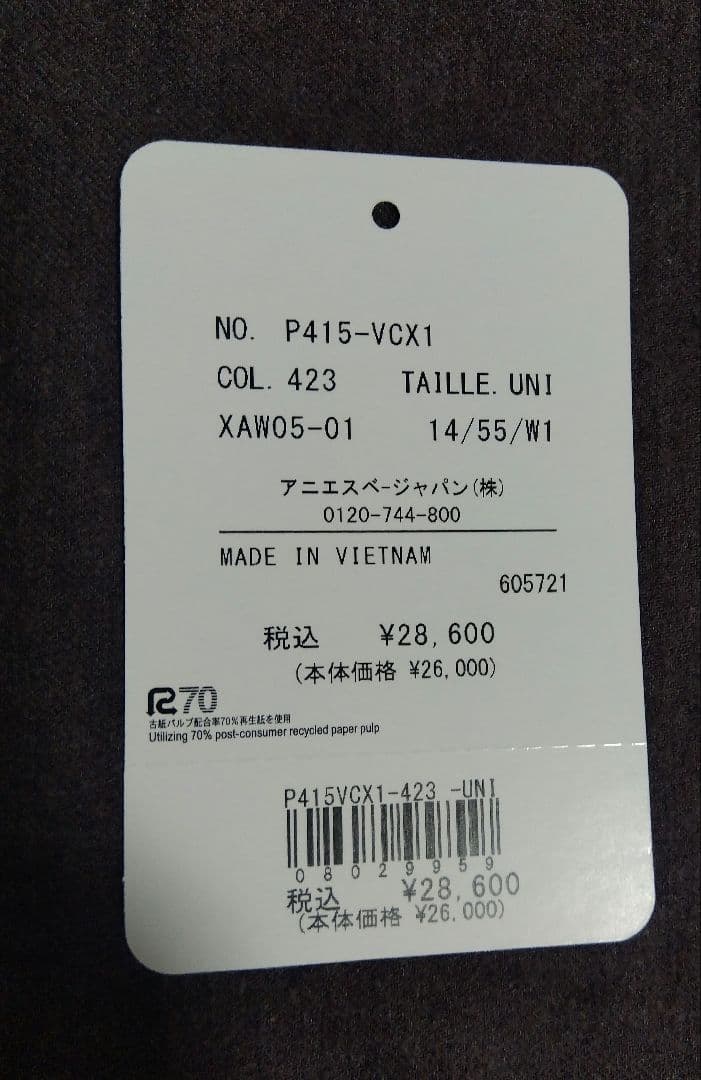 NO. P415-VCX1
COL. 423 TAILLE. UNI
XAW05-01 14/55/W1
アニエスベージャパン(株)
0120-744-800
MADE IN VIETNAM
605721
税込 ¥28,600
(本体価格 ¥26,000)
R70
古紙パルプ配合率70%再生紙を使用
Utilizing 70% post-consumer recycled paper pulp
P415VCX1-423 -UNI
08029959
税込 ¥28,600
(本体価格 ¥26,000)